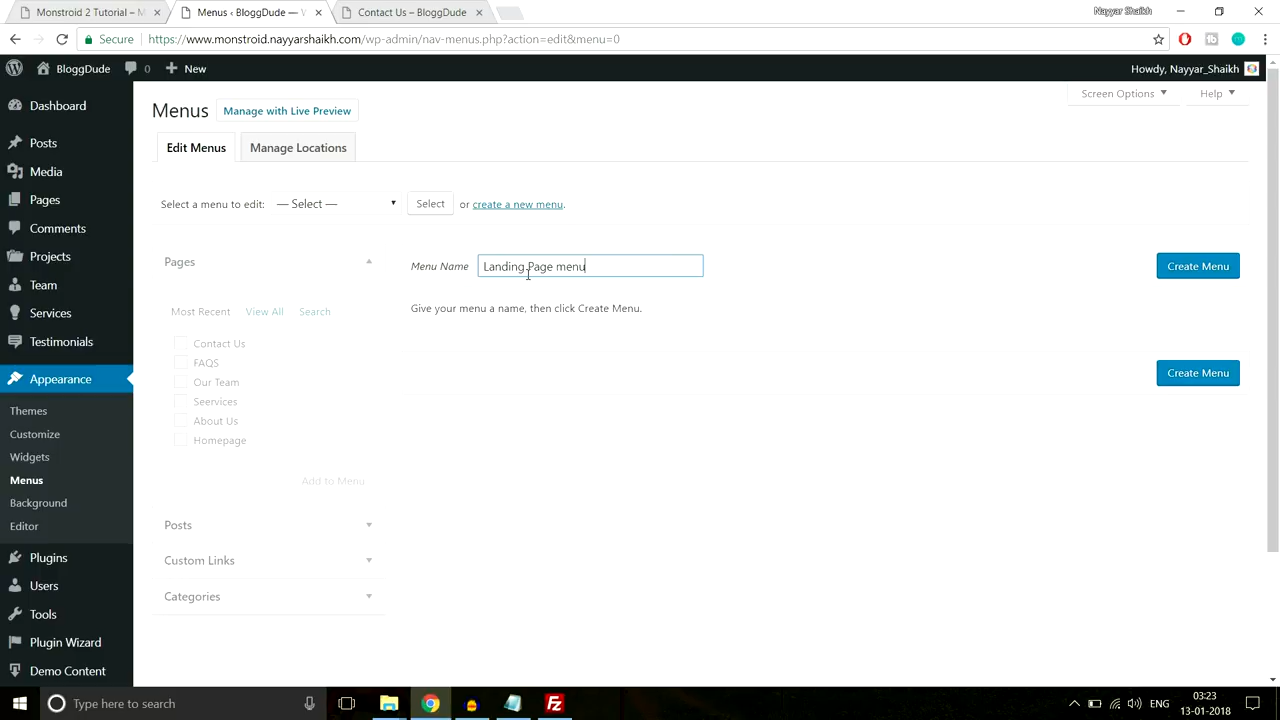 Monstroid 2 Tutorial – M
Menus ‹ BloggDude — V
Contact Us – BloggDude
Nayyar Shaikh
Secure
https://www.monstroid.nayyarshaikh.com/wp-admin/nav-menus.php?action=edit&menu=0
BloggDude
0
New
Howdy, Nayyar_Shaikh
Dashboard
Posts
Media
Pages
Comments
Projects
Team
Services
Testimonials
Appearance
Themes
Customize
Widgets
Menus
Background
Editor
Plugins
Users
Tools
Plugin Wizard
Demo Content
Menus
Manage with Live Preview
Screen Options
Help
Edit Menus
Manage Locations
Select a menu to edit:
— Select —
Select
or create a new menu.
Pages
Most Recent
View All
Search
Contact Us
FAQS
Our Team
Seervices
About Us
Homepage
Add to Menu
Posts
Custom Links
Categories
Menu Name
Landing Page menu
Create Menu
Give your menu a name, then click Create Menu.
Create Menu
Type here to search
ENG
03:23
13-01-2018